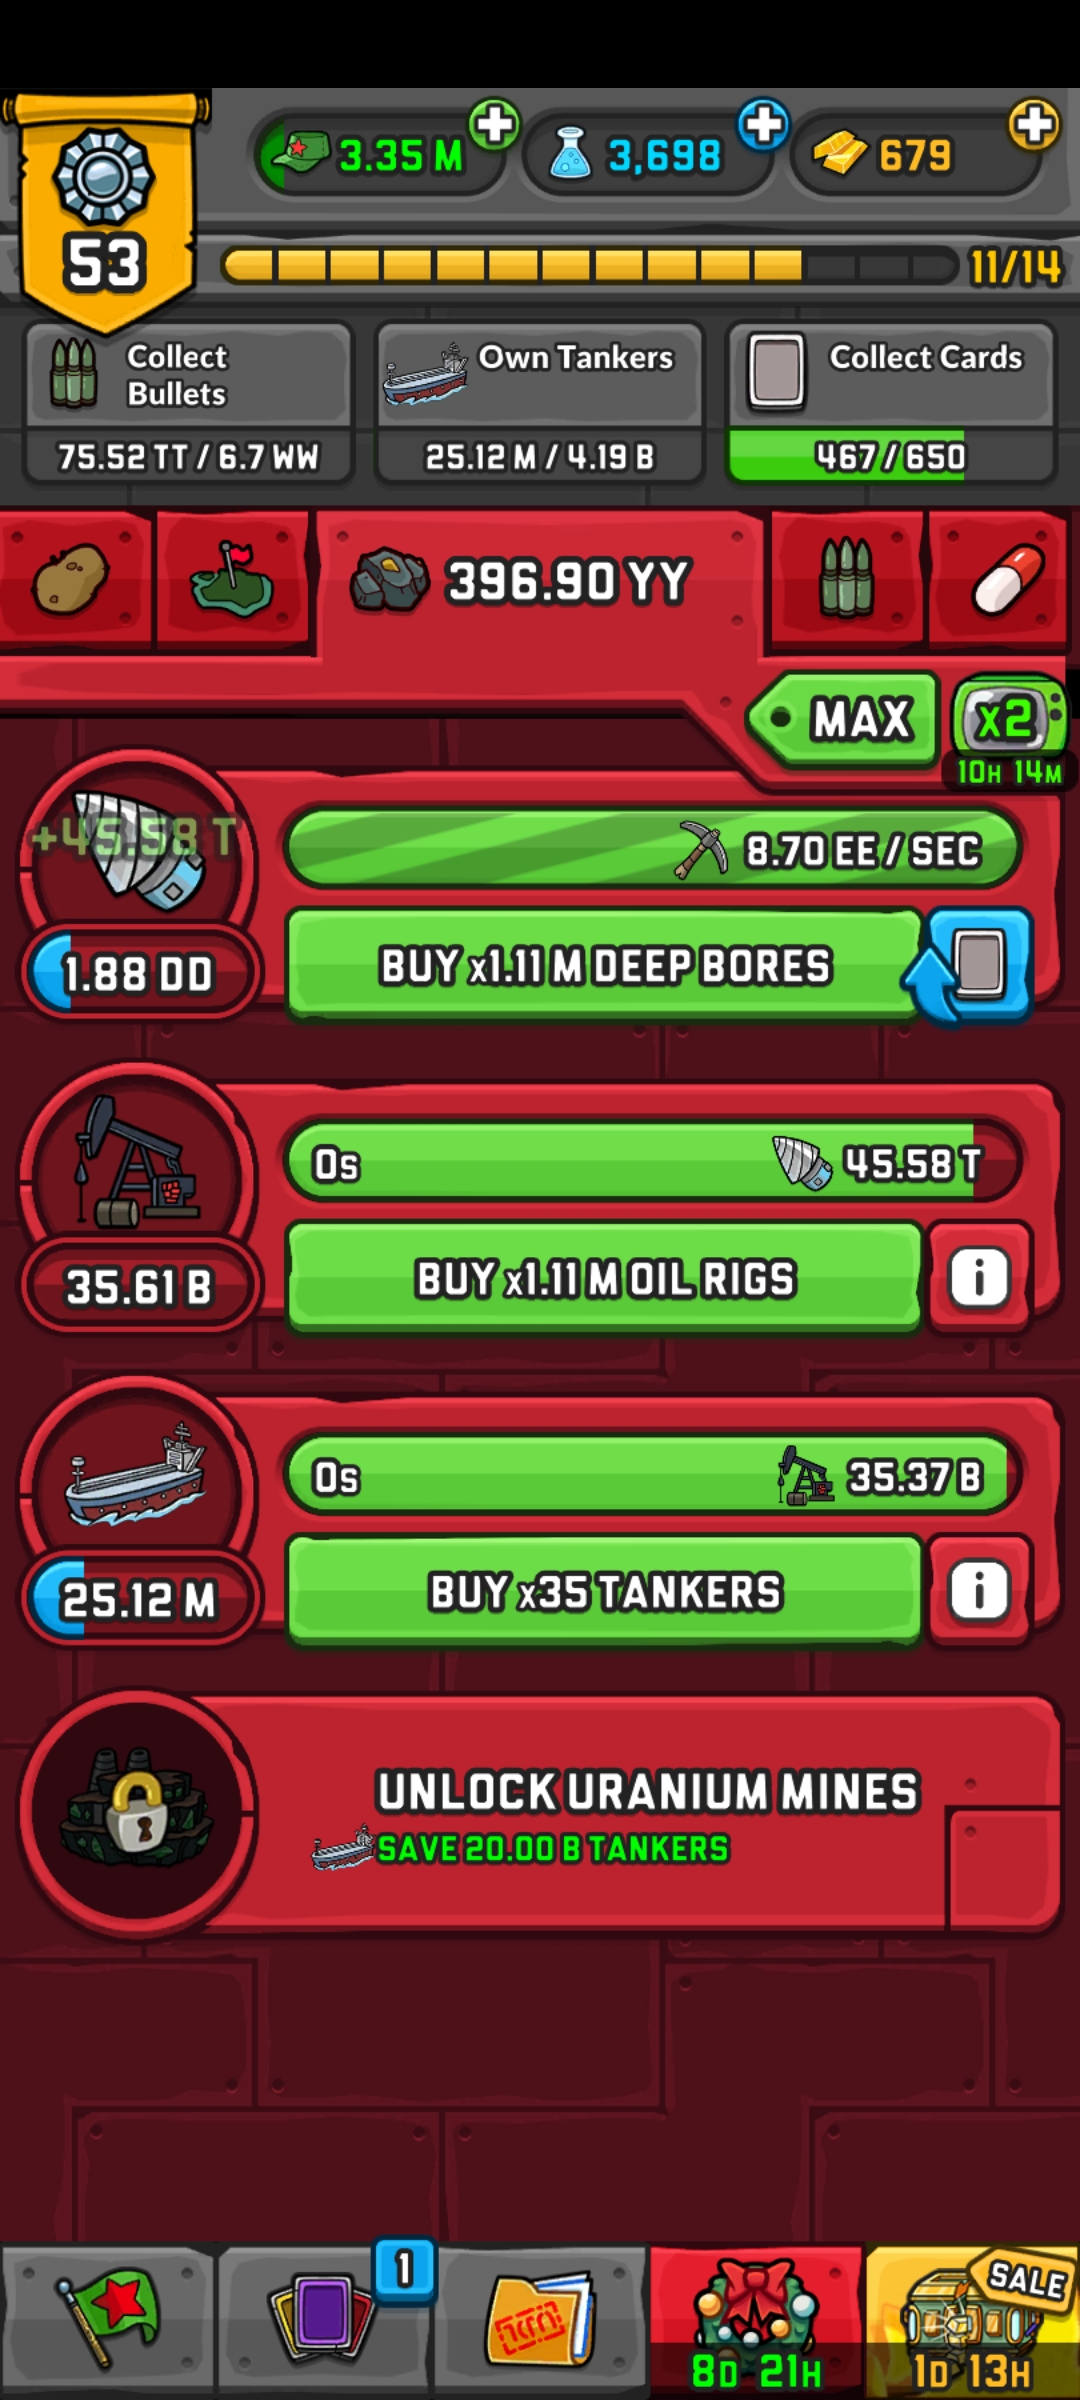 3.35 M
3,698
679
53
11/14
Collect
Bullets
75.52 TT / 6.7 WW
Own Tankers
25.12 M / 4.19 B
Collect Cards
467 / 650
396.90 YY
MAX
x2
10H 14M
+45.58 T
8.70 EE / SEC
1.88 DD
BUY x1.11 M DEEP BORES
0s
45.58 T
35.61 B
BUY x1.11 M OIL RIGS
i
0s
35.37 B
25.12 M
BUY x35 TANKERS
i
UNLOCK URANIUM MINES
SAVE 20.00 B TANKERS
1
8D 21H
SALE
1D 13H